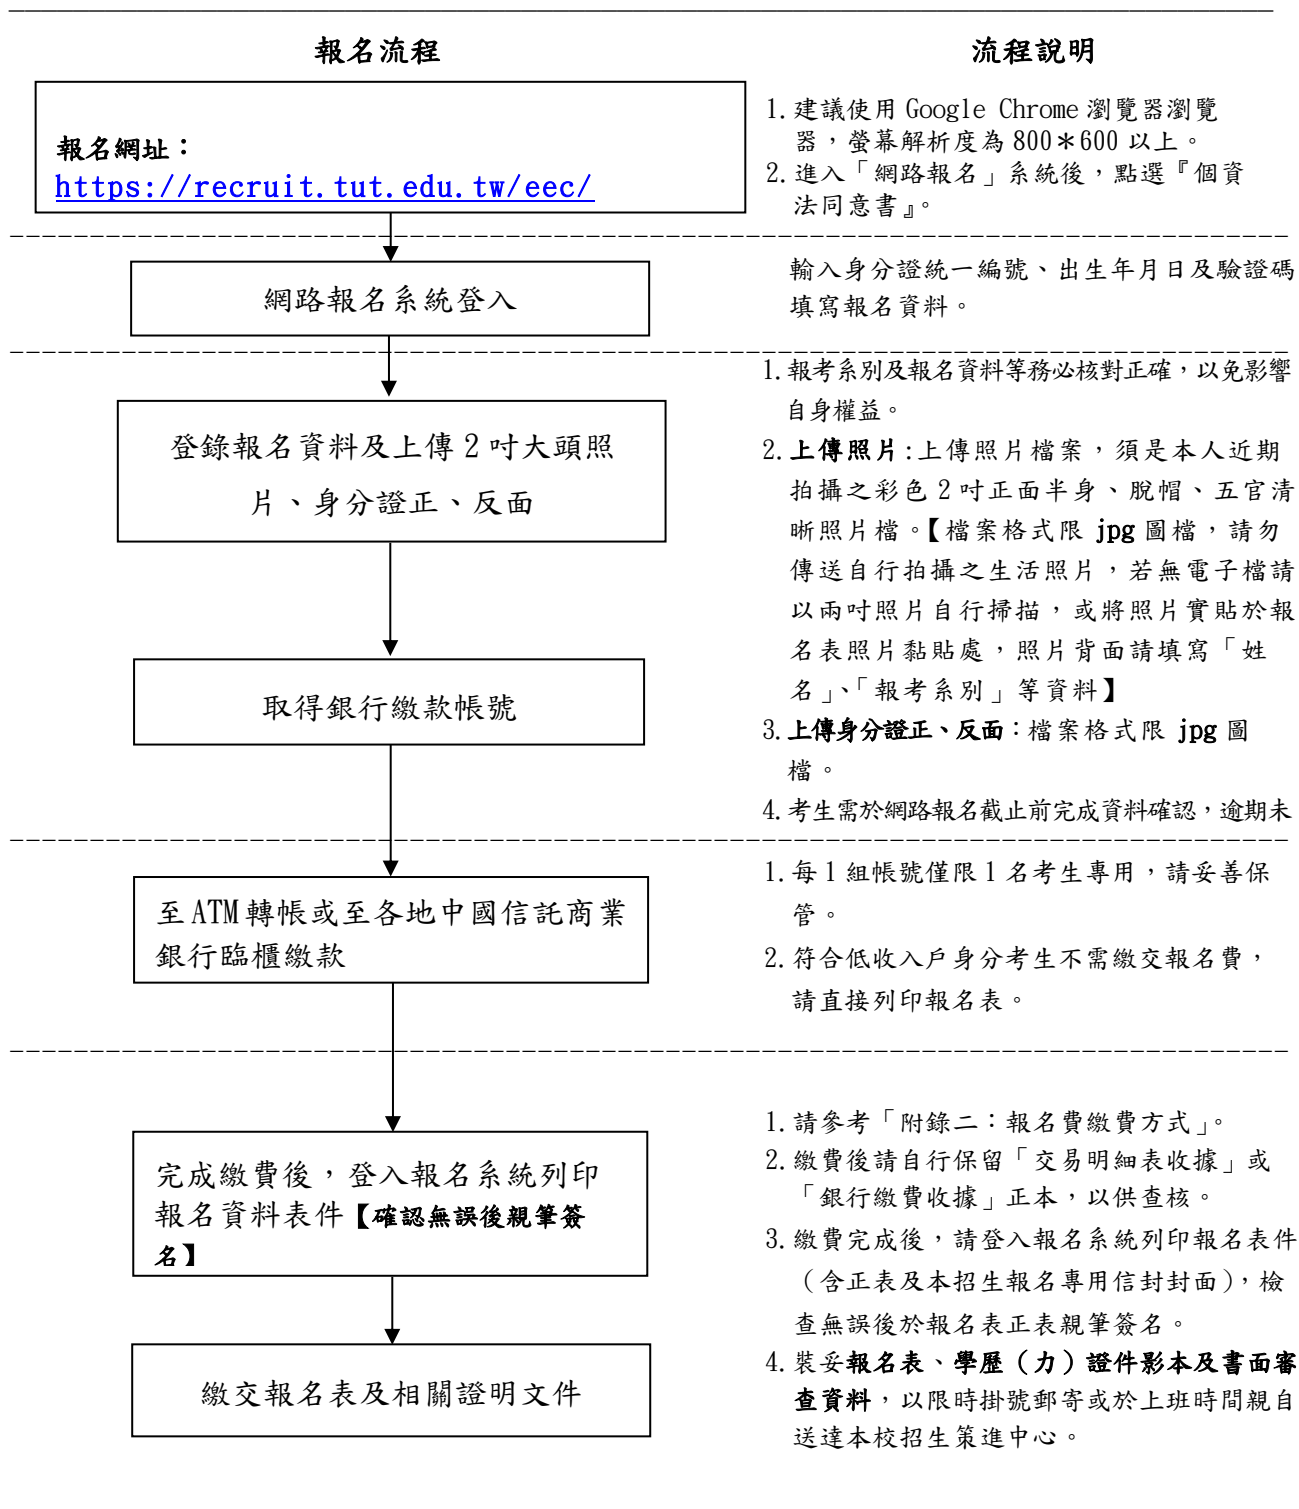 報名流程
流程說明
報名網址：
https://recruit.tut.edu.tw/eec/
1.建議使用 Google Chrome 瀏覽器瀏覽
器，螢幕解析度為 800＊600 以上。
2.進入「網路報名」系統後，點選『個資
法同意書』。
網路報名系統登入
輸入身分證統一編號、出生年月日及驗證碼
填寫報名資料。
登錄報名資料及上傳 2 吋大頭照
片、身分證正、反面
取得銀行繳款帳號
1.報考系別及報名資料等務必核對正確，以免影響
自身權益。
2.上傳照片:上傳照片檔案，須是本人近期
拍攝之彩色 2 吋正面半身、脫帽、五官清
晰照片檔。【檔案格式限 jpg 圖檔，請勿
傳送自行拍攝之生活照片，若無電子檔請
以兩吋照片自行掃描，或將照片實貼於報
名表照片黏貼處，照片背面請填寫「姓
名」、「報考系別」等資料】
3.上傳身分證正、反面：檔案格式限 jpg 圖
檔。
4.考生需於網路報名截止前完成資料確認，逾期未
至 ATM 轉帳或至各地中國信託商業
銀行臨櫃繳款
1.每 1 組帳號僅限 1 名考生專用，請妥善保
管。
2.符合低收入戶身分考生不需繳交報名費，
請直接列印報名表。
完成繳費後，登入報名系統列印
報名資料表件【確認無誤後親筆簽
名】
繳交報名表及相關證明文件
1.請參考「附錄二：報名費繳費方式」。
2.繳費後請自行保留「交易明細表收據」或
「銀行繳費收據」正本，以供查核。
3.繳費完成後，請登入報名系統列印報名表件
（含正表及本招生報名專用信封封面），檢
查無誤後於報名表正表親筆簽名。
4.裝妥報名表、學歷（力）證件影本及書面審
查資料，以限時掛號郵寄或於上班時間親自
送達本校招生策進中心。